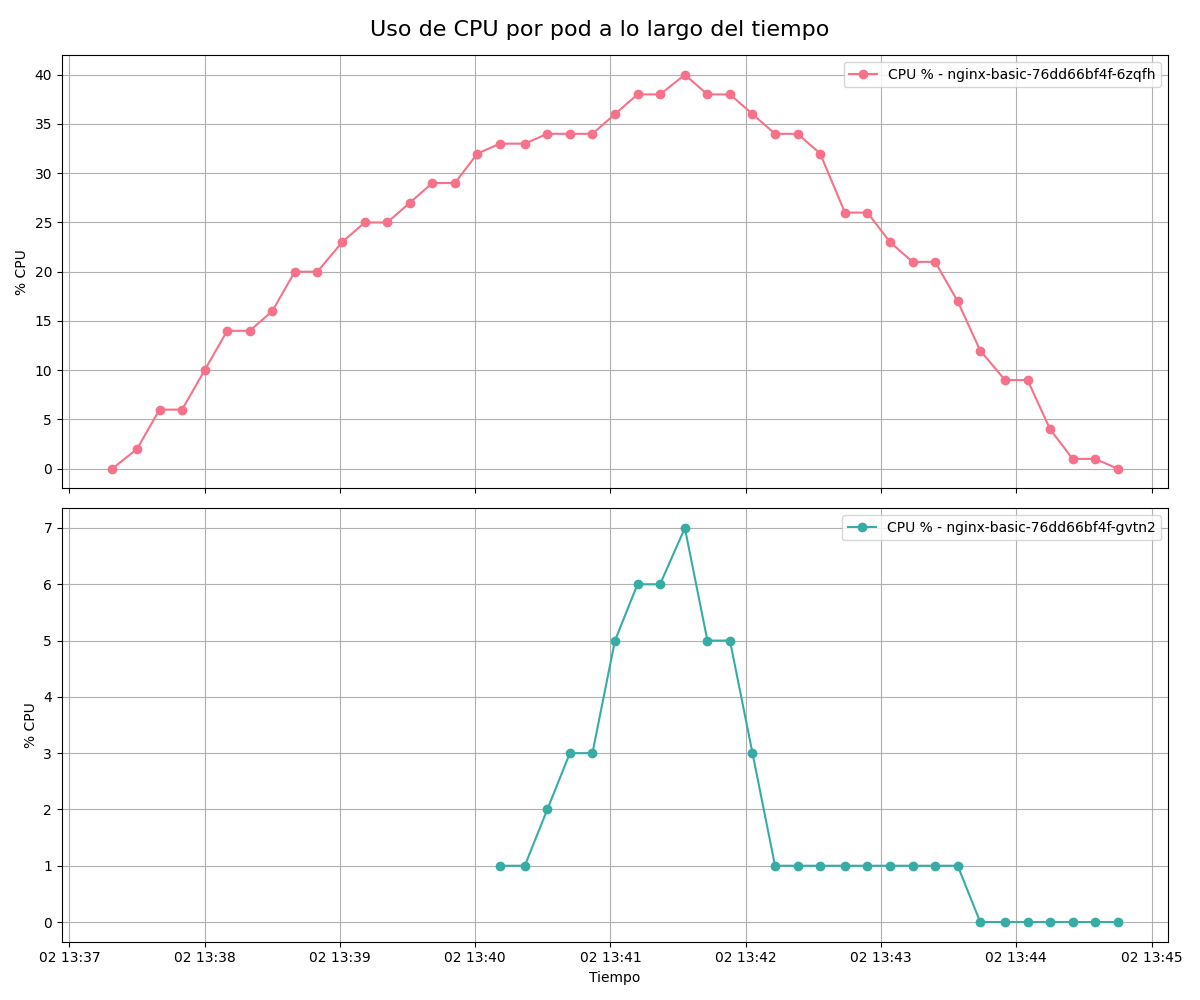 Uso de CPU por pod a lo largo del tiempo
CPU % - nginx-basic-76dd66bf4f-6zqfh
40
35
30
25
20
15
10
5
0
% CPU
CPU % - nginx-basic-76dd66bf4f-gvtn2
7
6
5
4
3
2
1
0
% CPU
02 13:37 02 13:38 02 13:39 02 13:40 02 13:41 02 13:42 02 13:43 02 13:44 02 13:45
Tiempo